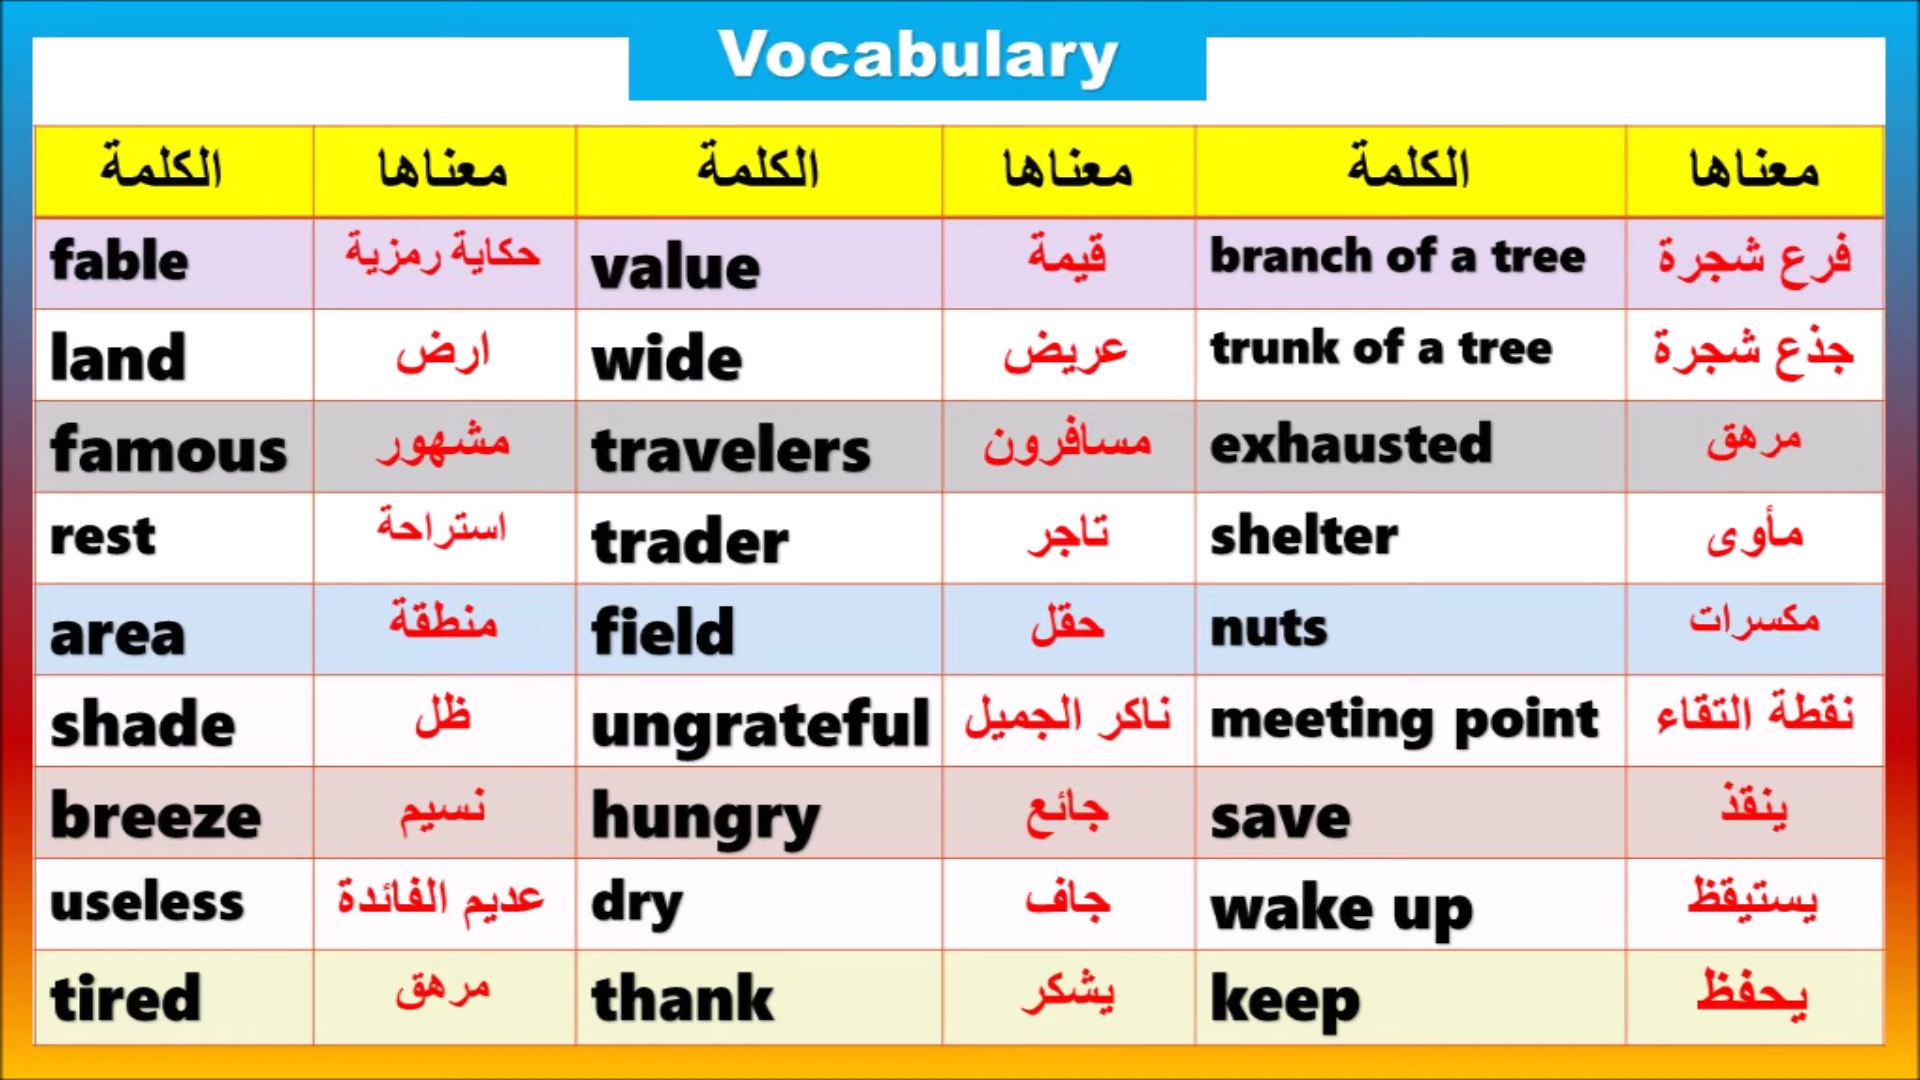 Vocabulary
الكلمة معناها الكلمة معناها الكلمة معناها
fable حكاية رمزية value قيمة branch of a tree فرع شجرة
land ارض wide عريض trunk of a tree جذع شجرة
famous مشهور travelers مسافرون exhausted مرهق
rest استراحة trader تاجر shelter مأوى
area منطقة field حقل nuts مكسرات
shade ظل ungrateful ناكر الجميل meeting point نقطة التقاء
breeze نسيم hungry جائع save ينقذ
useless عديم الفائدة dry جاف wake up يستيقظ
tired مرهق thank يشكر keep يحفظ